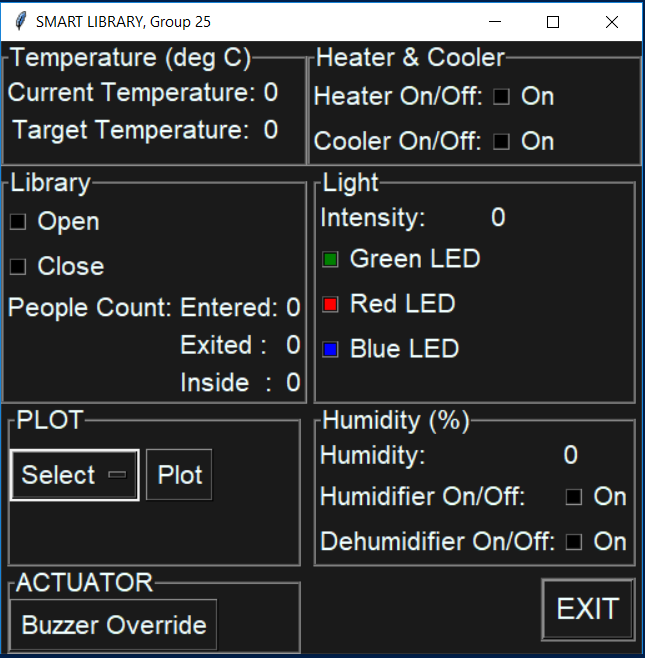 SMART LIBRARY, Group 25
Temperature (deg C)
Current Temperature: 0
Target Temperature: 0
Heater & Cooler
Heater On/Off: On
Cooler On/Off: On
Library
Open
Close
People Count: Entered: 0
Exited : 0
Inside : 0
Light
Intensity: 0
Green LED
Red LED
Blue LED
PLOT
Select
Plot
Humidity (%)
Humidity: 0
Humidifier On/Off: On
Dehumidifier On/Off: On
ACTUATOR
Buzzer Override
EXIT